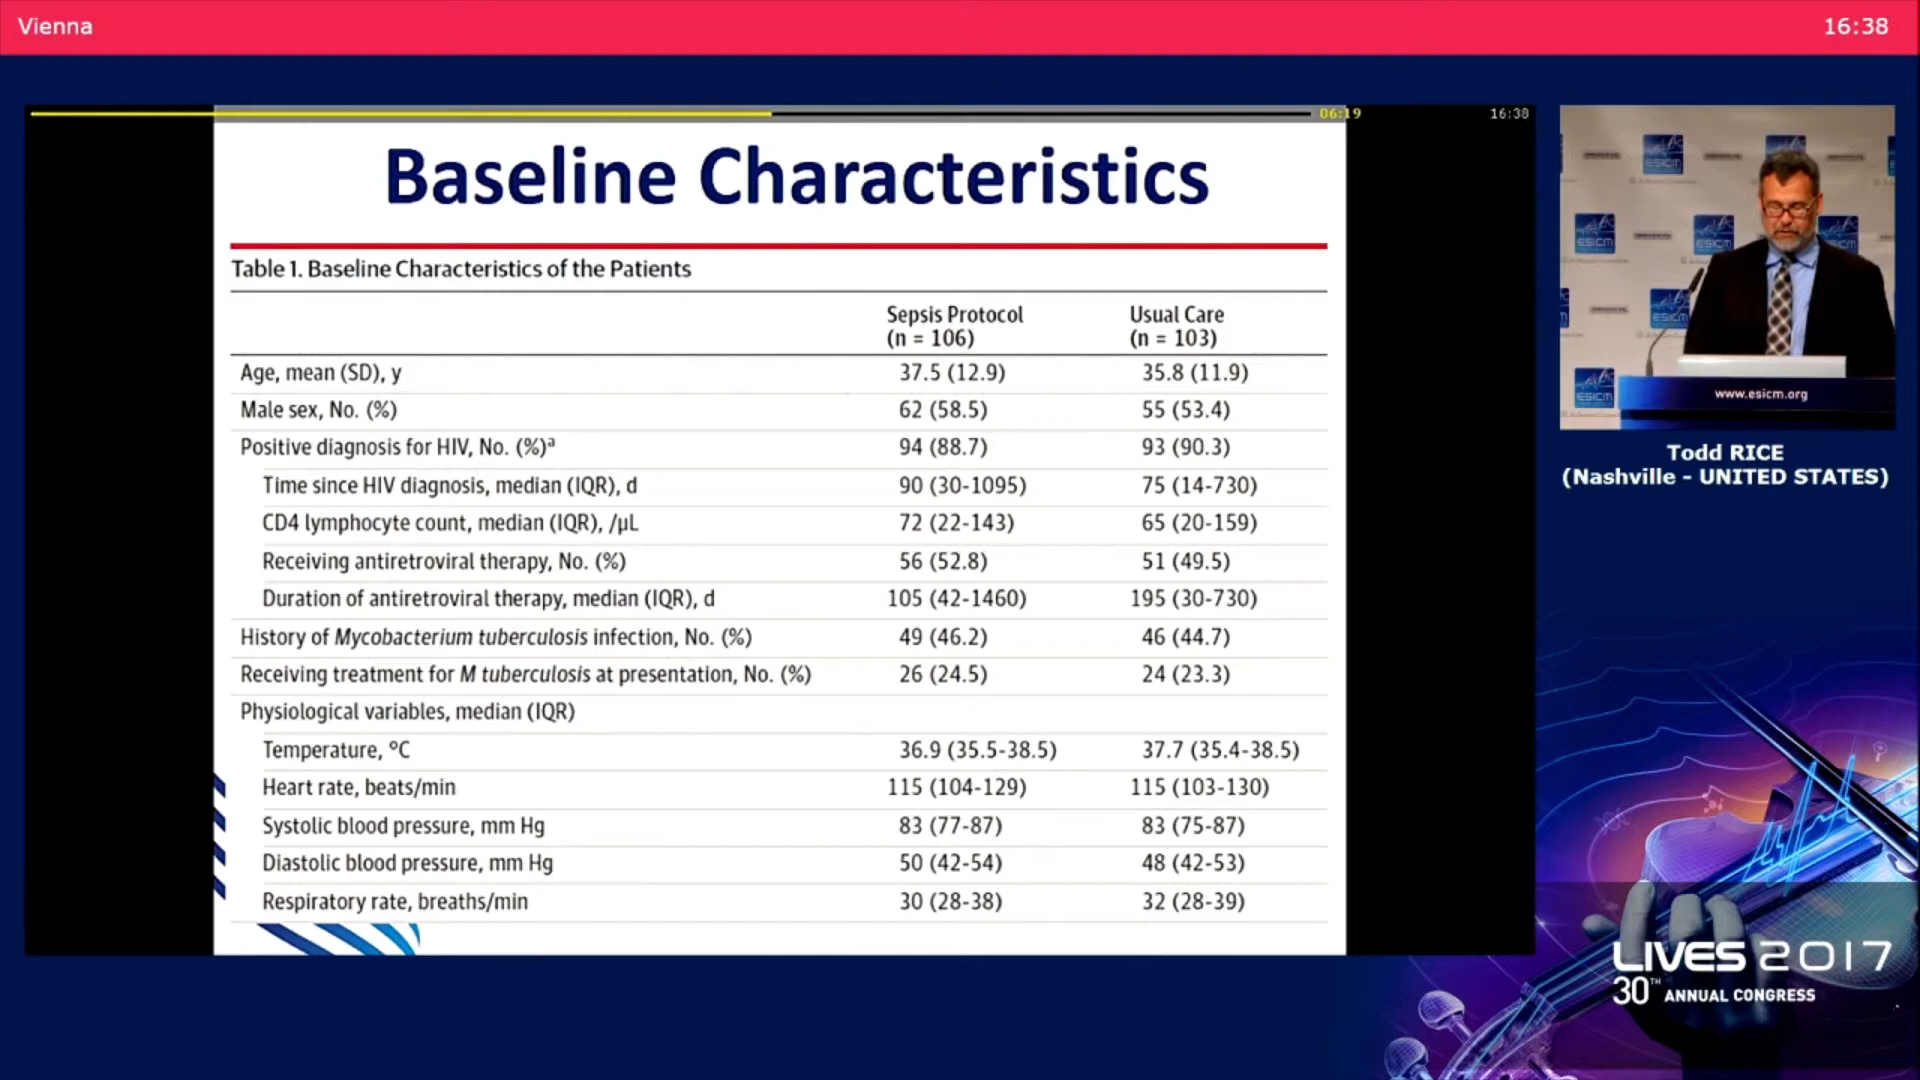 Vienna
16:38
06:19
16:38
Baseline Characteristics
Table 1. Baseline Characteristics of the Patients
Sepsis Protocol (n = 106)
Usual Care (n = 103)
Age, mean (SD), y 37.5 (12.9) 35.8 (11.9)
Male sex, No. (%) 62 (58.5) 55 (53.4)
Positive diagnosis for HIV, No. (%)ᵃ 94 (88.7) 93 (90.3)
Time since HIV diagnosis, median (IQR), d 90 (30-1095) 75 (14-730)
CD4 lymphocyte count, median (IQR), /µL 72 (22-143) 65 (20-159)
Receiving antiretroviral therapy, No. (%) 56 (52.8) 51 (49.5)
Duration of antiretroviral therapy, median (IQR), d 105 (42-1460) 195 (30-730)
History of Mycobacterium tuberculosis infection, No. (%) 49 (46.2) 46 (44.7)
Receiving treatment for M tuberculosis at presentation, No. (%) 26 (24.5) 24 (23.3)
Physiological variables, median (IQR)
Temperature, °C 36.9 (35.5-38.5) 37.7 (35.4-38.5)
Heart rate, beats/min 115 (104-129) 115 (103-130)
Systolic blood pressure, mm Hg 83 (77-87) 83 (75-87)
Diastolic blood pressure, mm Hg 50 (42-54) 48 (42-53)
Respiratory rate, breaths/min 30 (28-38) 32 (28-39)
ESICM
ESICM
ESICM
ESICM
ESICM
www.esicm.org
Todd RICE
(Nashville - UNITED STATES)
LIVES 2017
30TH ANNUAL CONGRESS